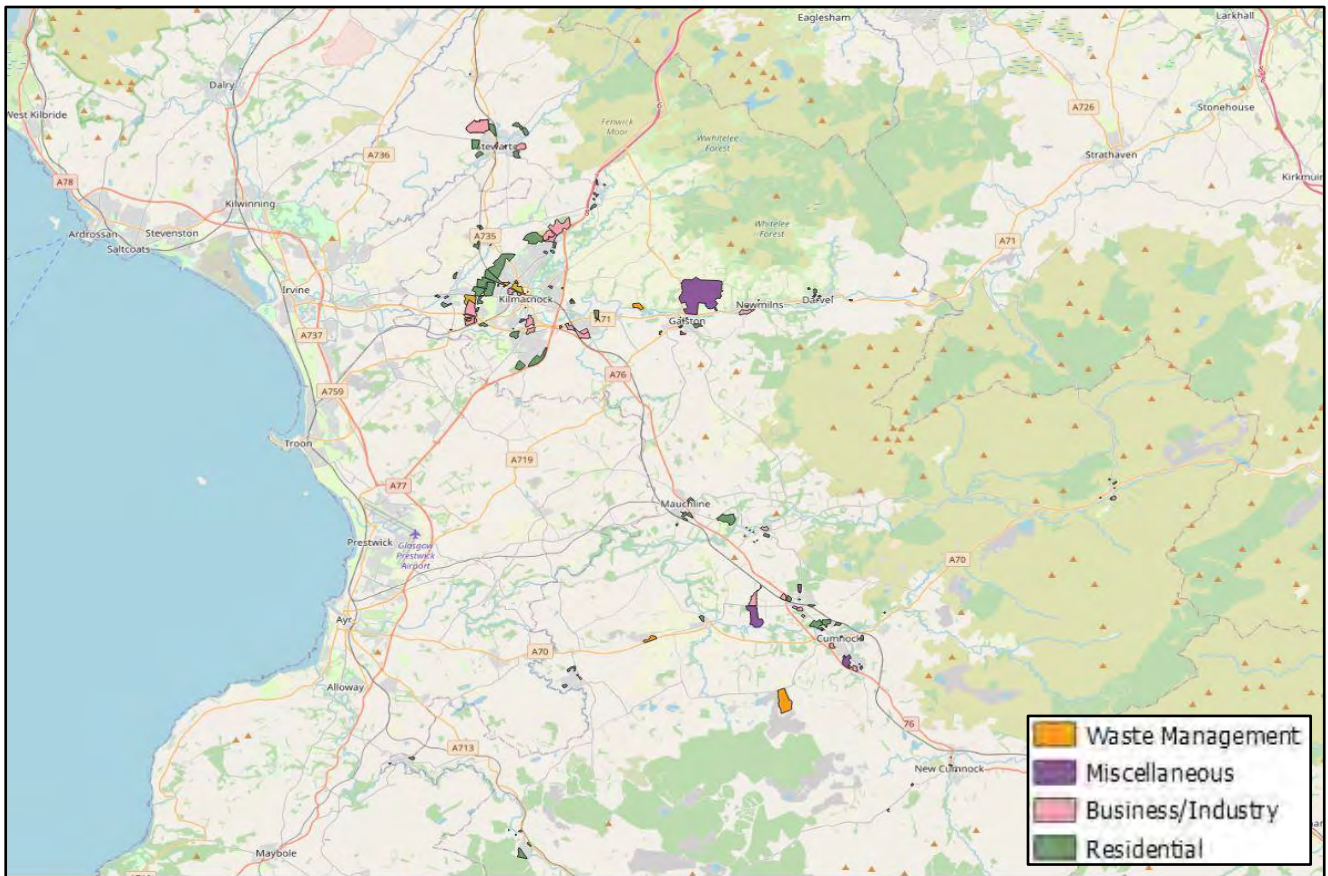 Eaglesham
Larkhall
Dalry
A726
Stonehouse
West Kilbride
Fenwick
Moor
Whitelee
Forest
A736
Stewarto
Strathaven
Kirkmuir
A78
Kilwinning
Ardrossan
Stevenston
Saltcoats
A735
Whitelee
Forest
A71
Irvine
Kilmarnock
Newmilns
Darvel
A71
Galston
A737
A76
A759
Troon
A719
A77
Mauchline
Prestwick
Glasgow
Prestwick
Airport
A70
Ayr
Cumnock
A70
Alloway
A713
76
New Cumnock
Maybole
Waste Management
Miscellaneous
Business/Industry
Residential